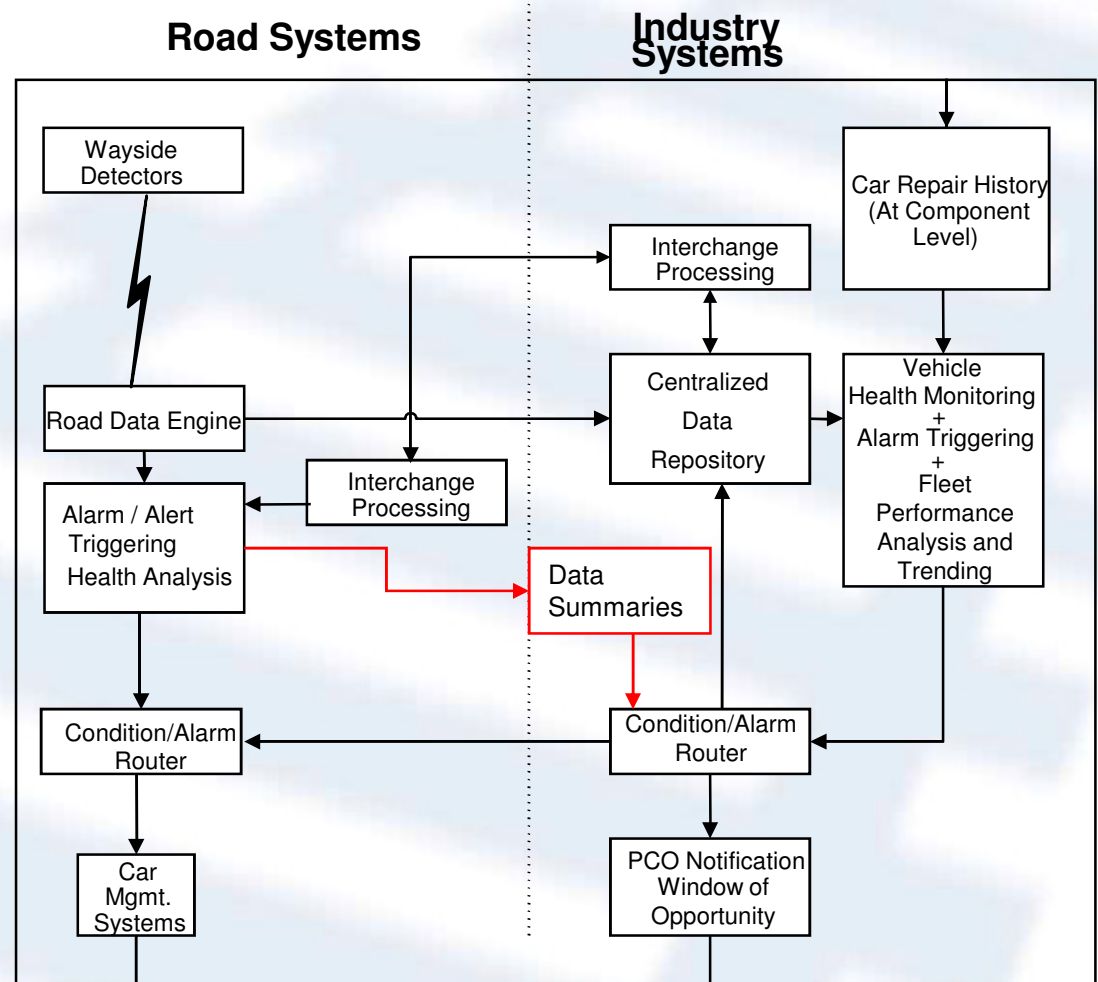 Road Systems
Industry
Systems
Wayside
Detectors
Car Repair History
(At Component
Level)
Interchange
Processing
Road Data Engine
Centralized
Data
Repository
Vehicle
Health Monitoring
+
Alarm Triggering
+
Fleet
Performance
Analysis and
Trending
Interchange
Processing
Alarm / Alert
Triggering
Health Analysis
Data
Summaries
Condition/Alarm
Router
Condition/Alarm
Router
Car
Mgmt.
Systems
PCO Notification
Window of
Opportunity